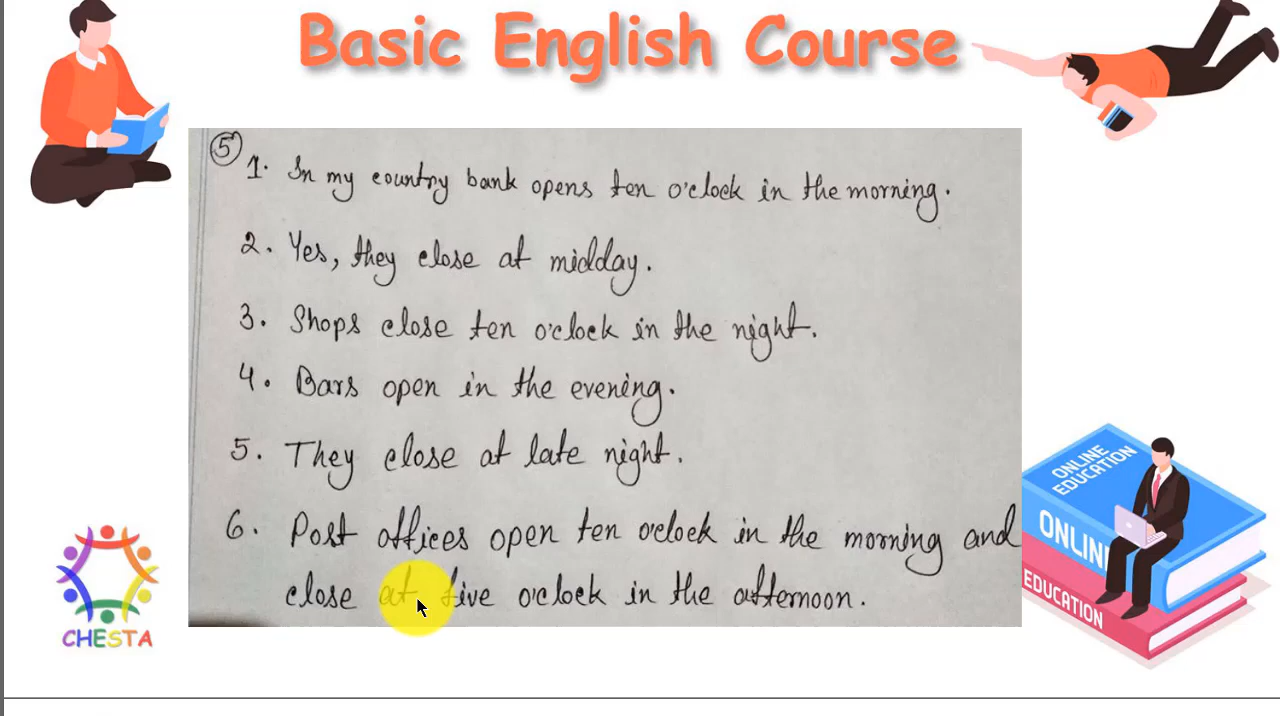 Basic English Course
5
1. In my country bank opens ten o'clock in the morning.
2. Yes, they close at midday.
3. Shops close ten o'clock in the night.
4. Bars open in the evening.
5. They close at late night.
6. Post offices open ten o'clock in the morning and
close at five o'clock in the afternoon.
CHESTA
ONLINE
EDUCATION
ONLIN
EDUCATION